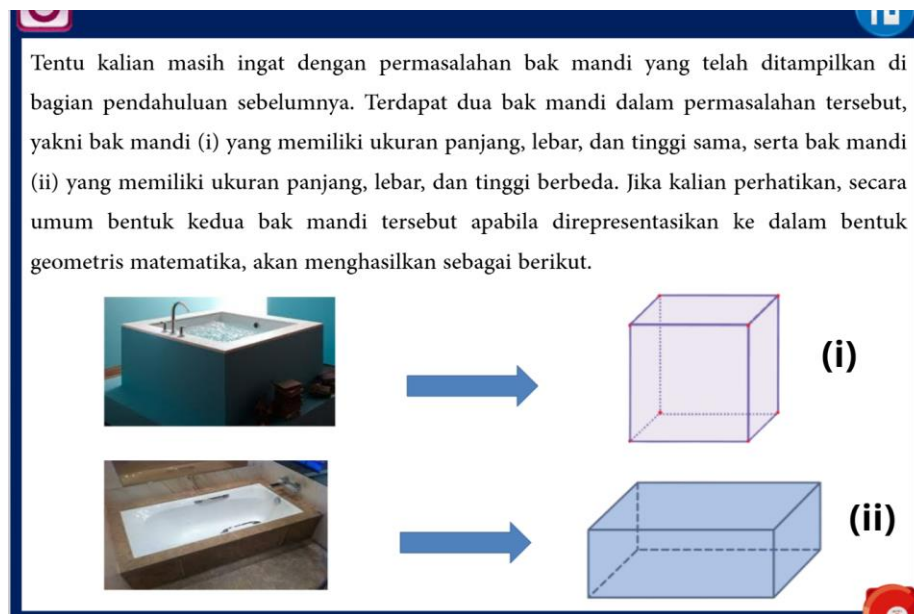 Tentu kalian masih ingat dengan permasalahan bak mandi yang telah ditampilkan di
bagian pendahuluan sebelumnya. Terdapat dua bak mandi dalam permasalahan tersebut,
yakni bak mandi (i) yang memiliki ukuran panjang, lebar, dan tinggi sama, serta bak mandi
(ii) yang memiliki ukuran panjang, lebar, dan tinggi berbeda. Jika kalian perhatikan, secara
umum bentuk kedua bak mandi tersebut apabila direpresentasikan ke dalam bentuk
geometris matematika, akan menghasilkan sebagai berikut.
(i)
(ii)